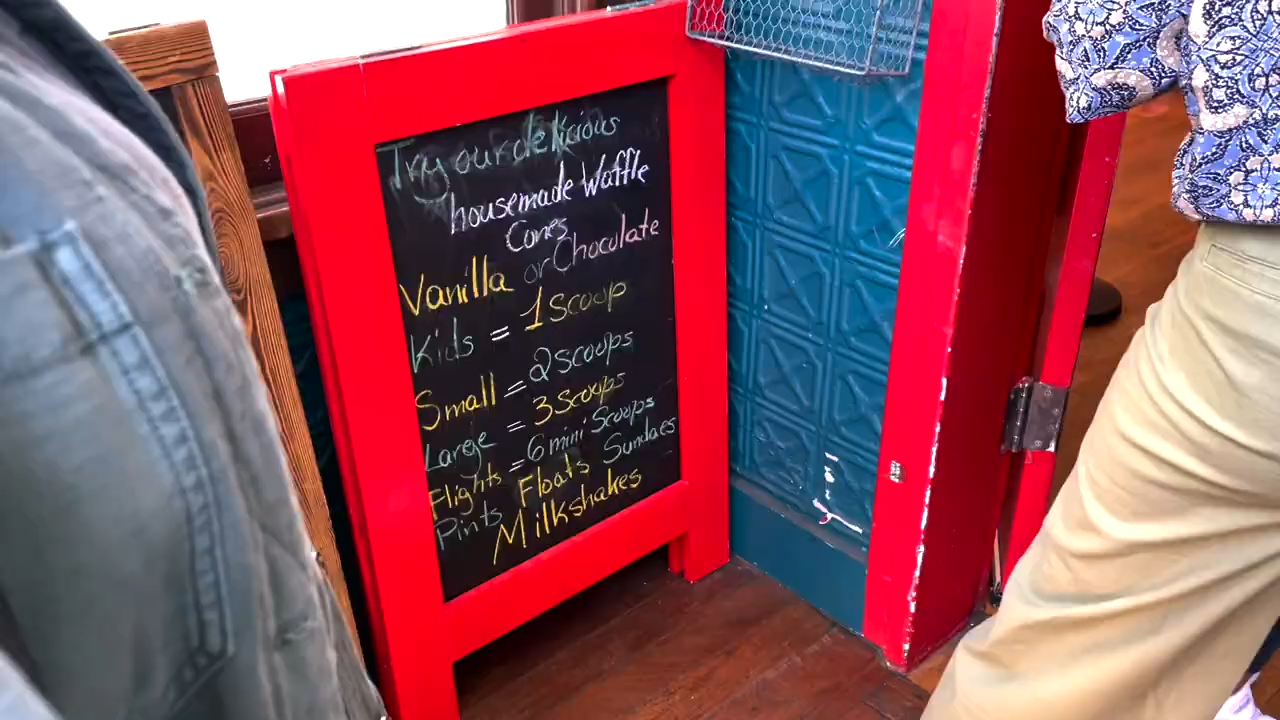 Try our delicious
housemade Waffle
Cones
Vanilla or Chocolate
Kids = 1 Scoop
Small = 2 Scoops
Large = 3 Scoops
Flights = 6 mini Scoops
Pints Floats Sundaes
Milkshakes